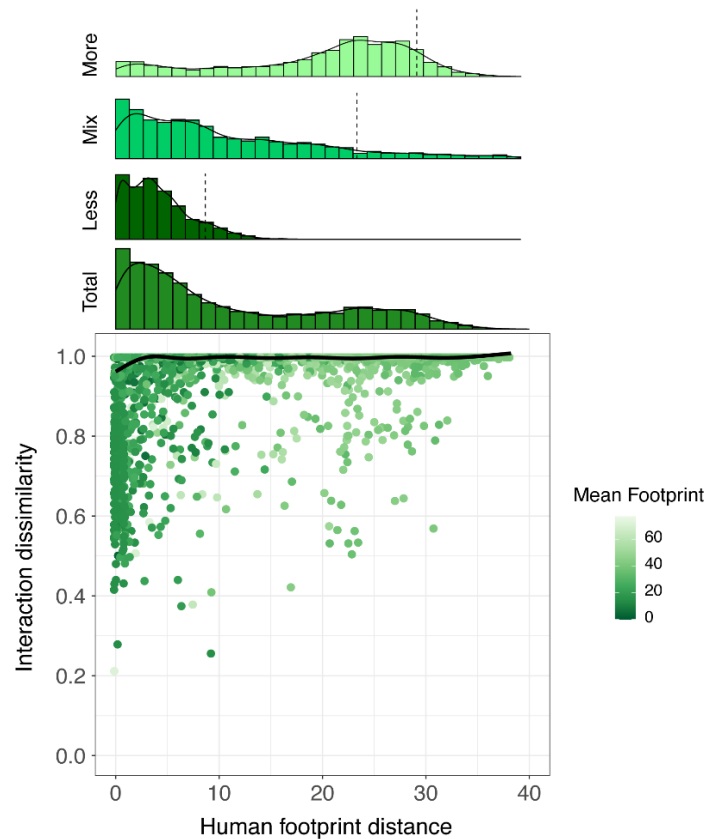 More
Mix
Less
Total
1.0
0.8
0.6
0.4
0.2
0.0
Interaction dissimilarity
0 10 20 30 40
Human footprint distance
Mean Footprint
60
40
20
0